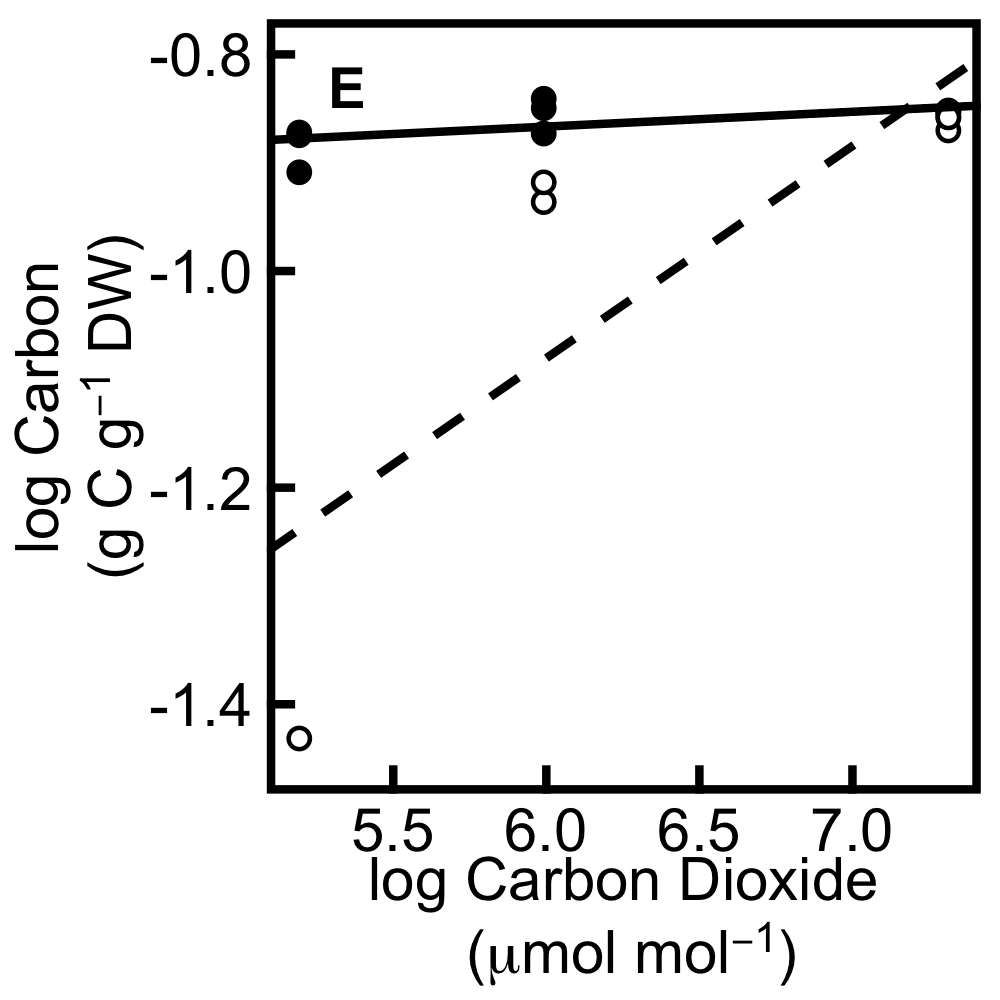 E
-0.8
-1.0
-1.2
-1.4
log Carbon
(g C g⁻¹ DW)
5.5 6.0 6.5 7.0
log Carbon Dioxide
(μmol mol⁻¹)